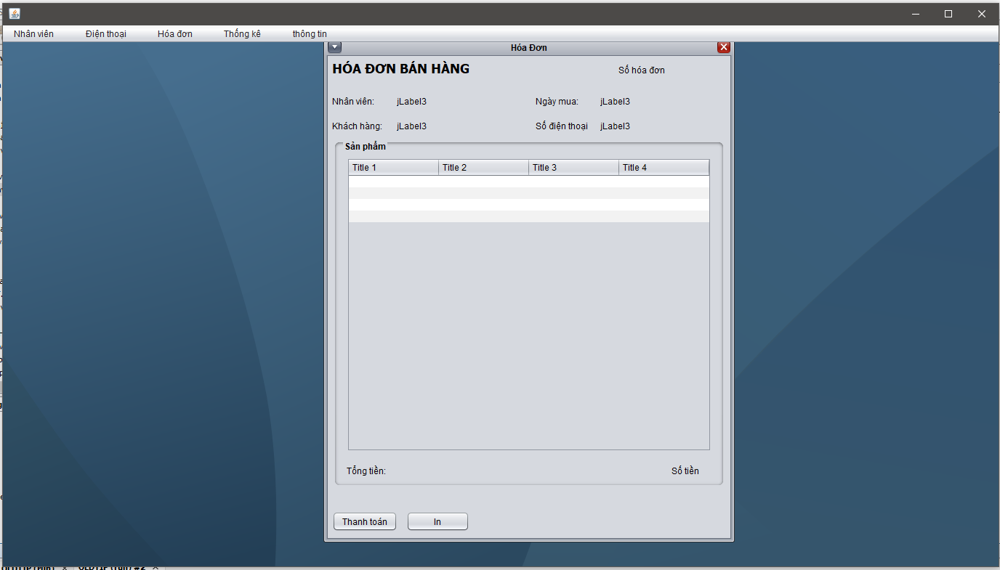 Nhân viên Điện thoại Hóa đơn Thống kê thông tin
Hóa Đơn
HÓA ĐƠN BÁN HÀNG Số hóa đơn
Nhân viên: jLabel3 Ngày mua: jLabel3
Khách hàng: jLabel3 Số điện thoại jLabel3
Sản phẩm
Title 1 Title 2 Title 3 Title 4
Tổng tiền: Số tiền
Thanh toán In